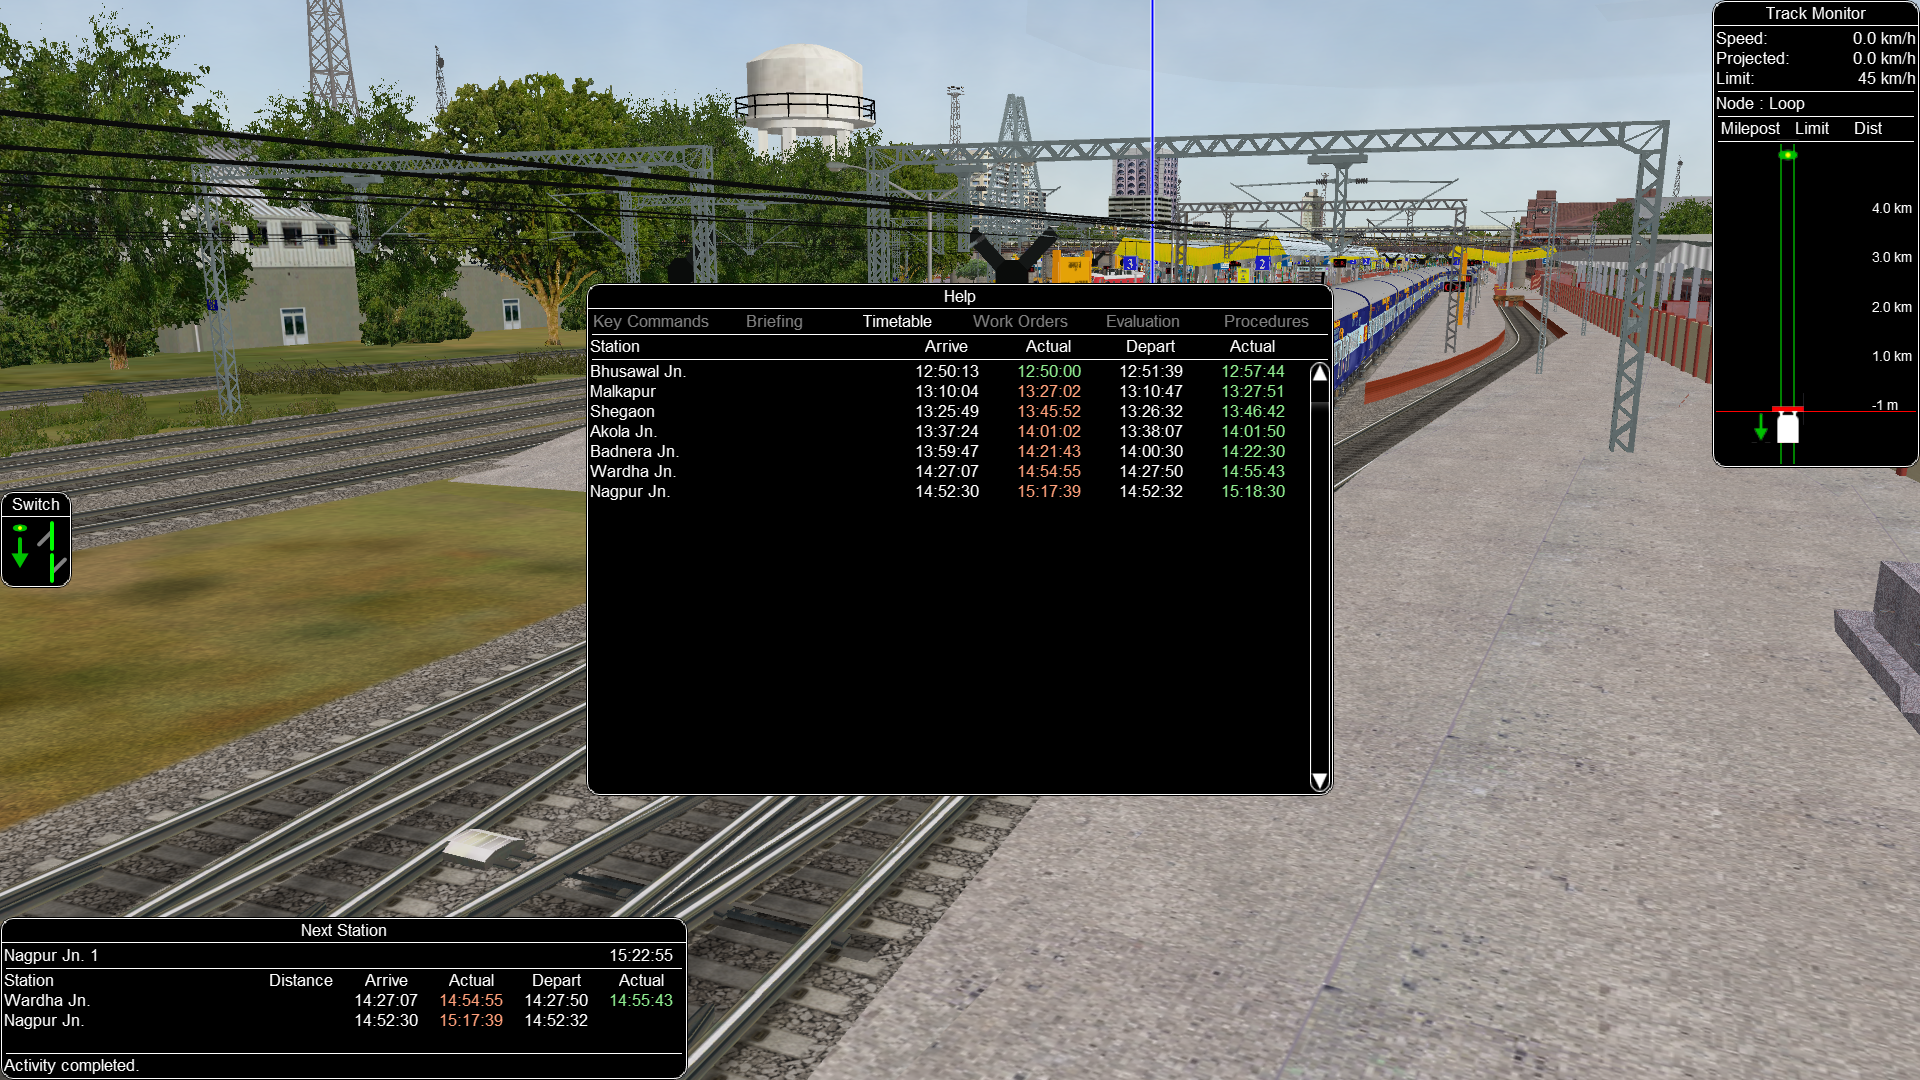 Track Monitor
Speed: 0.0 km/h
Projected: 0.0 km/h
Limit: 45 km/h
Node : Loop
Milepost Limit Dist
4.0 km
3.0 km
2.0 km
1.0 km
-1 m
3
2
Help
Key Commands Briefing Timetable Work Orders Evaluation Procedures
Station Arrive Actual Depart Actual
Bhusawal Jn. 12:50:13 12:50:00 12:51:39 12:57:44
Malkapur 13:10:04 13:27:02 13:10:47 13:27:51
Shegaon 13:25:49 13:45:52 13:26:32 13:46:42
Akola Jn. 13:37:24 14:01:02 13:38:07 14:01:50
Badnera Jn. 13:59:47 14:21:43 14:00:30 14:22:30
Wardha Jn. 14:27:07 14:54:55 14:27:50 14:55:43
Nagpur Jn. 14:52:30 15:17:39 14:52:32 15:18:30
Switch
Next Station
Nagpur Jn. 1 15:22:55
Station Distance Arrive Actual Depart Actual
Wardha Jn. 14:27:07 14:54:55 14:27:50 14:55:43
Nagpur Jn. 14:52:30 15:17:39 14:52:32
Activity completed.